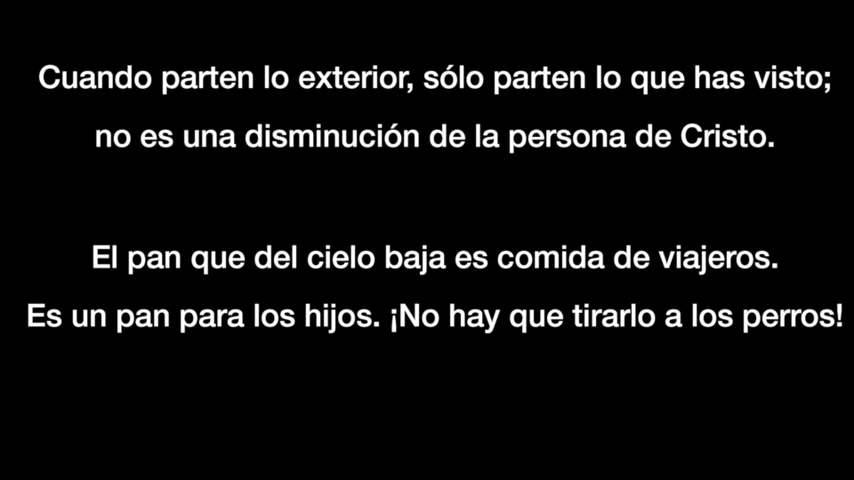 Cuando parten lo exterior, sólo parten lo que has visto;
no es una disminución de la persona de Cristo.
El pan que del cielo baja es comida de viajeros.
Es un pan para los hijos. ¡No hay que tirarlo a los perros!